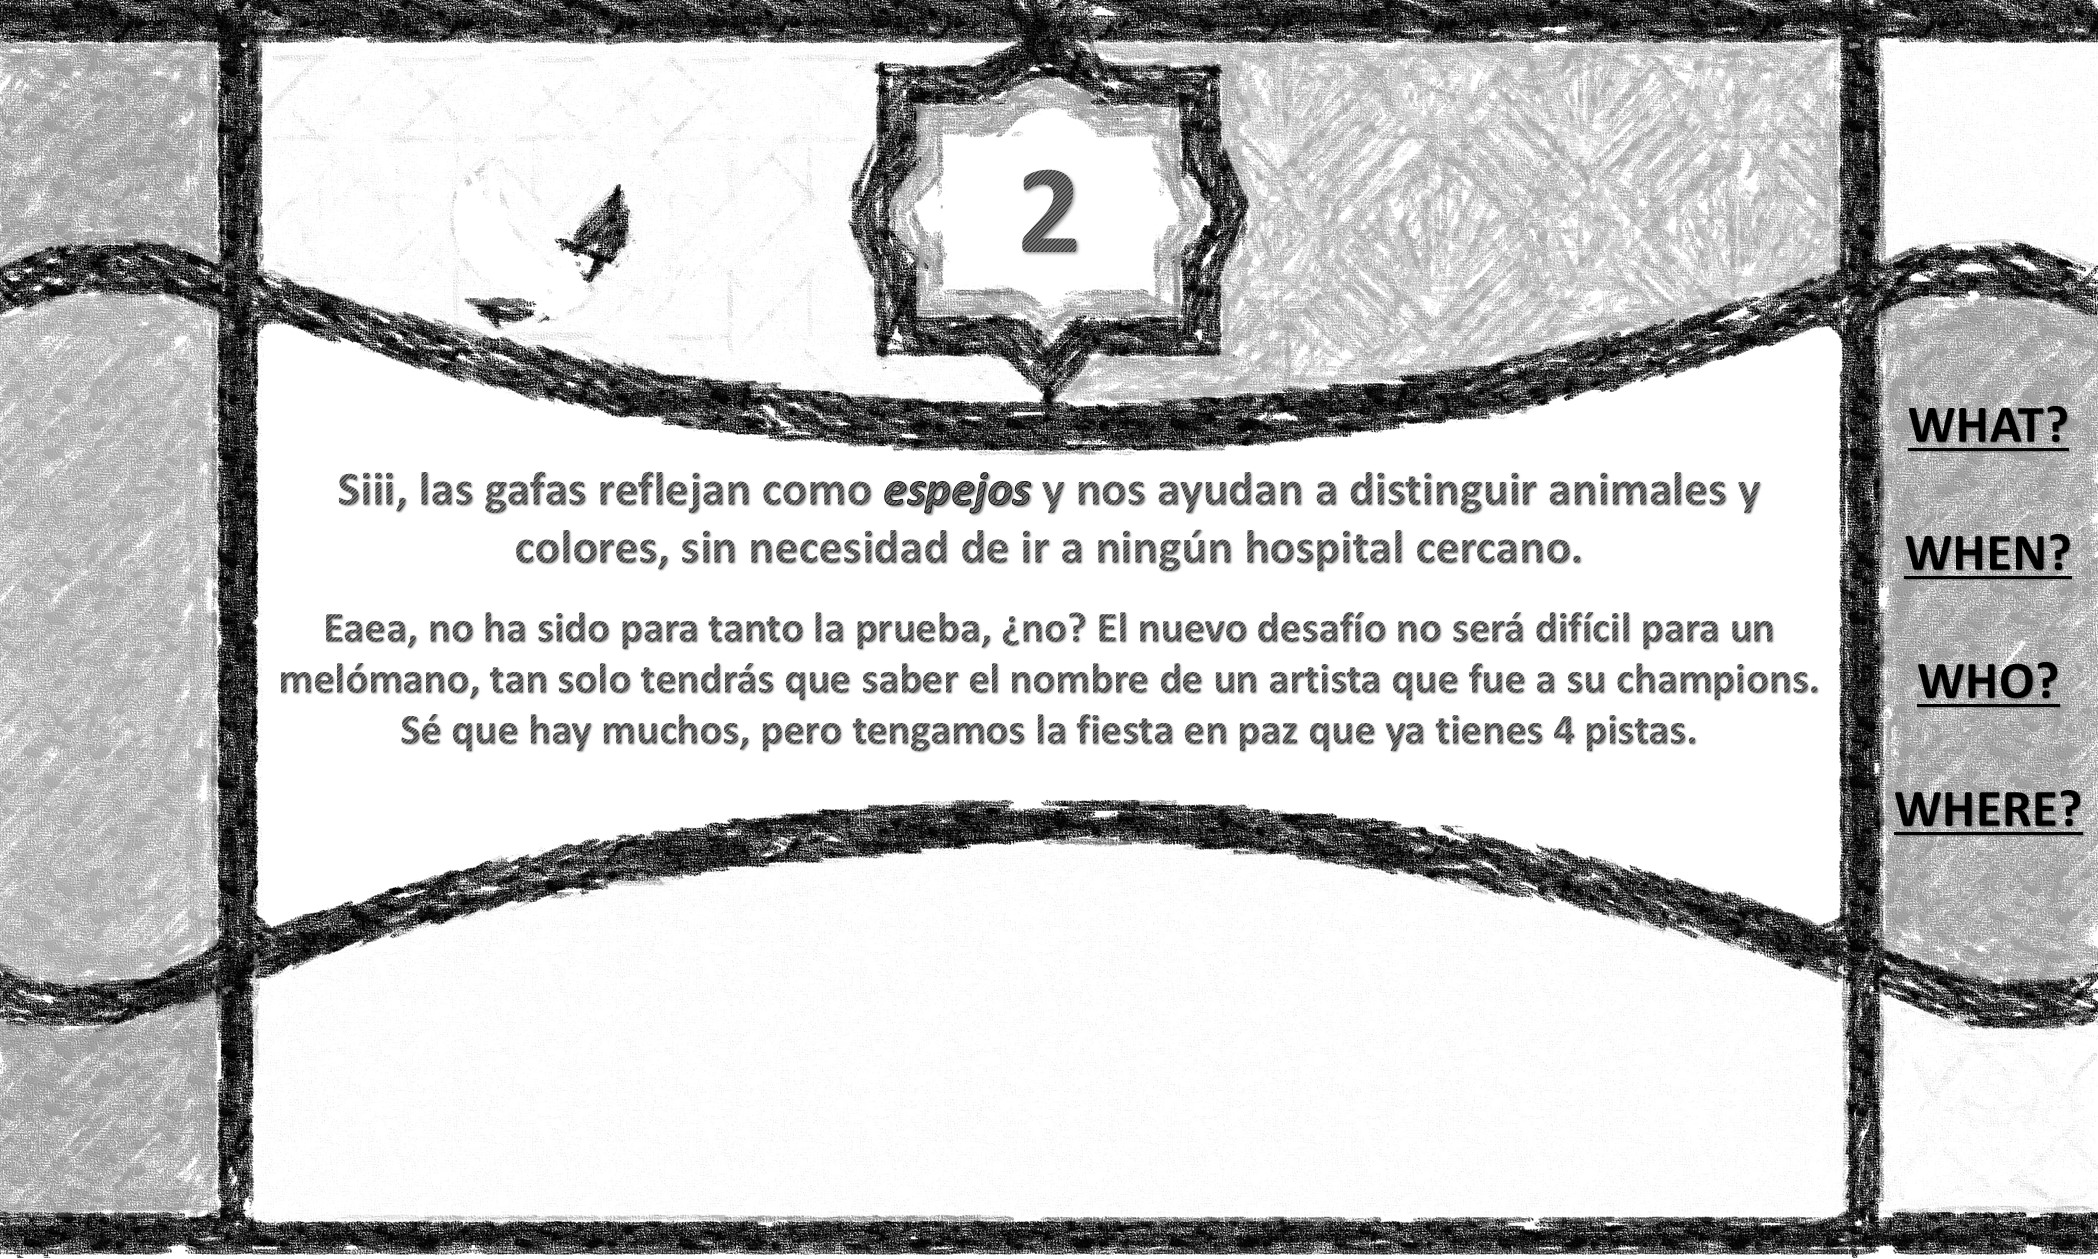 2
Siii, las gafas reflejan como espejos y nos ayudan a distinguir animales y
colores, sin necesidad de ir a ningún hospital cercano.
Eaea, no ha sido para tanto la prueba, ¿no? El nuevo desafío no será difícil para un
melómano, tan solo tendrás que saber el nombre de un artista que fue a su champions.
Sé que hay muchos, pero tengamos la fiesta en paz que ya tienes 4 pistas.
WHAT?
WHEN?
WHO?
WHERE?